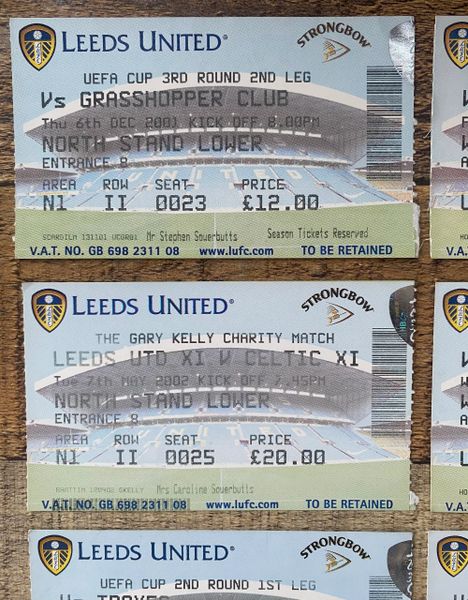 LEEDS UNITED
STRONGBOW
UEFA CUP 3RD ROUND 2ND LEG
Vs GRASSHOPPER CLUB
Thu 6th DEC 2001 KICK OFF 8.00PM
NORTH STAND LOWER
ENTRANCE 8
AREA ROW SEAT PRICE
N1 II 0023 £12.00
Mr Stephen Souerbutts Season Tickets Reserved
V.A.T. NO. GB 698 2311 08 www.lufc.com TO BE RETAINED
LEEDS UNITED
STRONGBOW
THE GARY KELLY CHARITY MATCH
LEEDS UTD XI V CELTIC XI
Tue 7th MAY 2002 KICK OFF 7.45PM
NORTH STAND LOWER
ENTRANCE 8
AREA ROW SEAT PRICE
N1 II 0025 £20.00
Mrs Caroline Souerbutts
V.A.T. NO. GB 698 2311 08 www.lufc.com TO BE RETAINED
LEEDS UNITED
STRONGBOW
UEFA CUP 2ND ROUND 1ST LEG